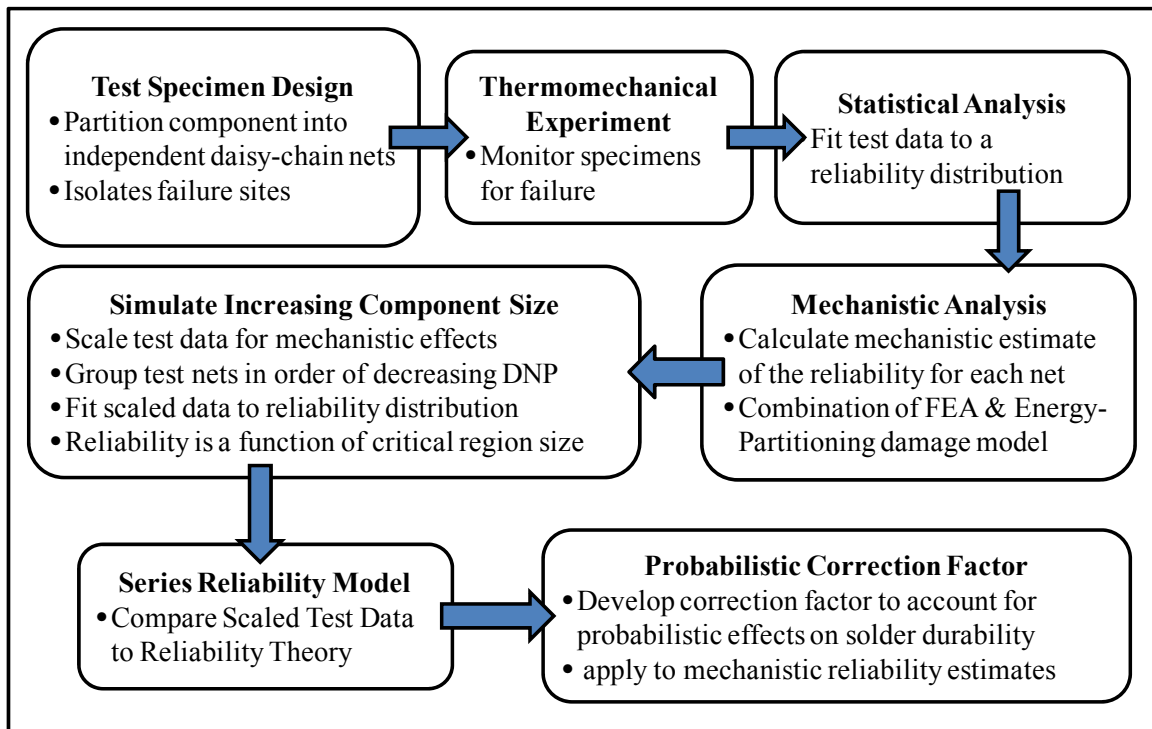 Test Specimen Design
• Partition component into
independent daisy-chain nets
• Isolates failure sites
Thermomechanical
Experiment
• Monitor specimens
for failure
Statistical Analysis
Fit test data to a
reliability distribution
Mechanistic Analysis
• Calculate mechanistic estimate
of the reliability for each net
• Combination of FEA & Energy-
Partitioning damage model
Simulate Increasing Component Size
• Scale test data for mechanistic effects
• Group test nets in order of decreasing DNP
• Fit scaled data to reliability distribution
• Reliability is a function of critical region size
Series Reliability Model
• Compare Scaled Test Data
to Reliability Theory
Probabilistic Correction Factor
• Develop correction factor to account for
probabilistic effects on solder durability
• apply to mechanistic reliability estimates